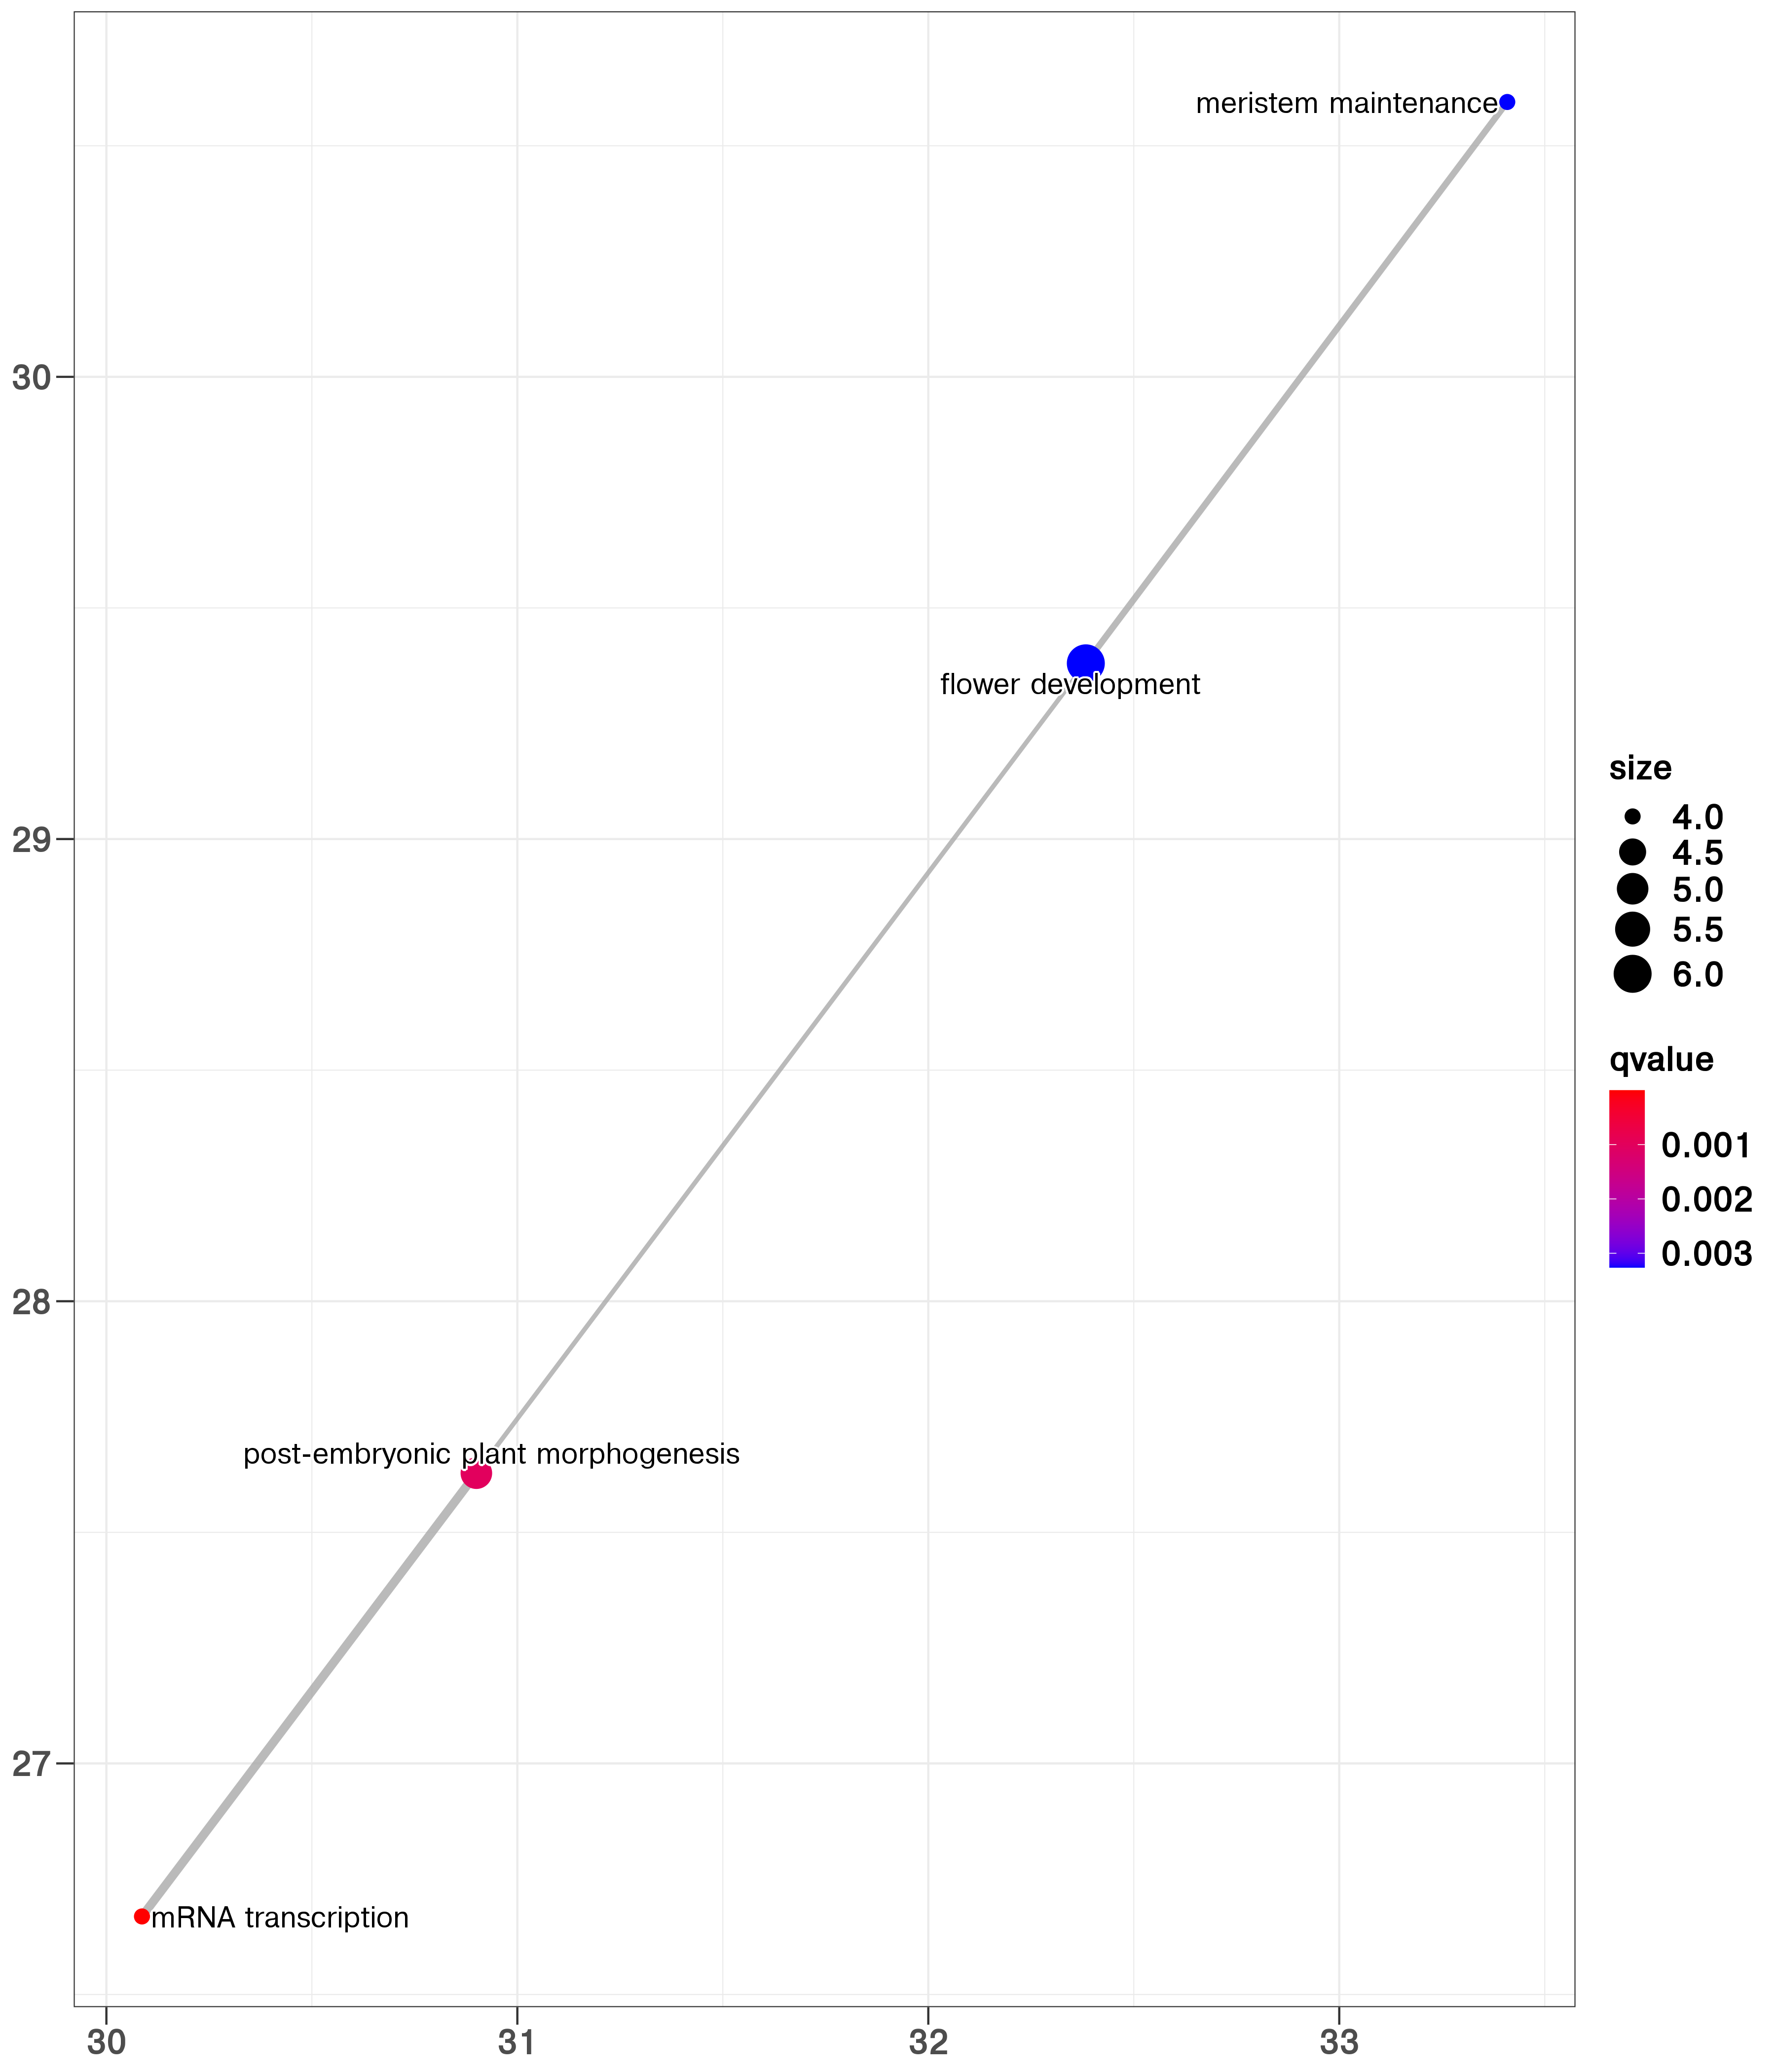 meristem maintenance
30
flower development
29
28
post-embryonic plant morphogenesis
27
mRNA transcription
30 31 32 33
size
4.0
4.5
5.0
5.5
6.0
qvalue
0.001
0.002
0.003